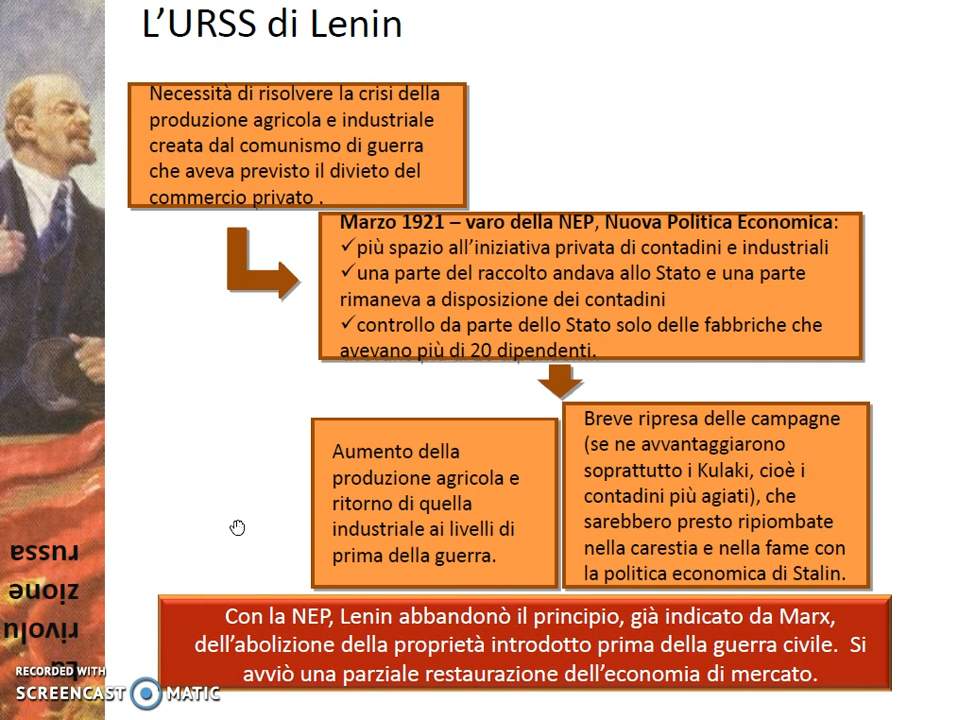 L’URSS di Lenin
Necessità di risolvere la crisi della
produzione agricola e industriale
creata dal comunismo di guerra
che aveva previsto il divieto del
commercio privato .
Marzo 1921 – varo della NEP, Nuova Politica Economica:
✓più spazio all’iniziativa privata di contadini e industriali
✓una parte del raccolto andava allo Stato e una parte
rimaneva a disposizione dei contadini
✓controllo da parte dello Stato solo delle fabbriche che
avevano più di 20 dipendenti.
Aumento della
produzione agricola e
ritorno di quella
industriale ai livelli di
prima della guerra.
Breve ripresa delle campagne
(se ne avvantaggiarono
soprattutto i Kulaki, cioè i
contadini più agiati), che
sarebbero presto ripiombate
nella carestia e nella fame con
la politica economica di Stalin.
Con la NEP, Lenin abbandonò il principio, già indicato da Marx,
dell’abolizione della proprietà introdotto prima della guerra civile.  Si
avviò una parziale restaurazione dell’economia di mercato.
La
rivolu
zione
russa
RECORDED WITH
SCREENCAST MATIC